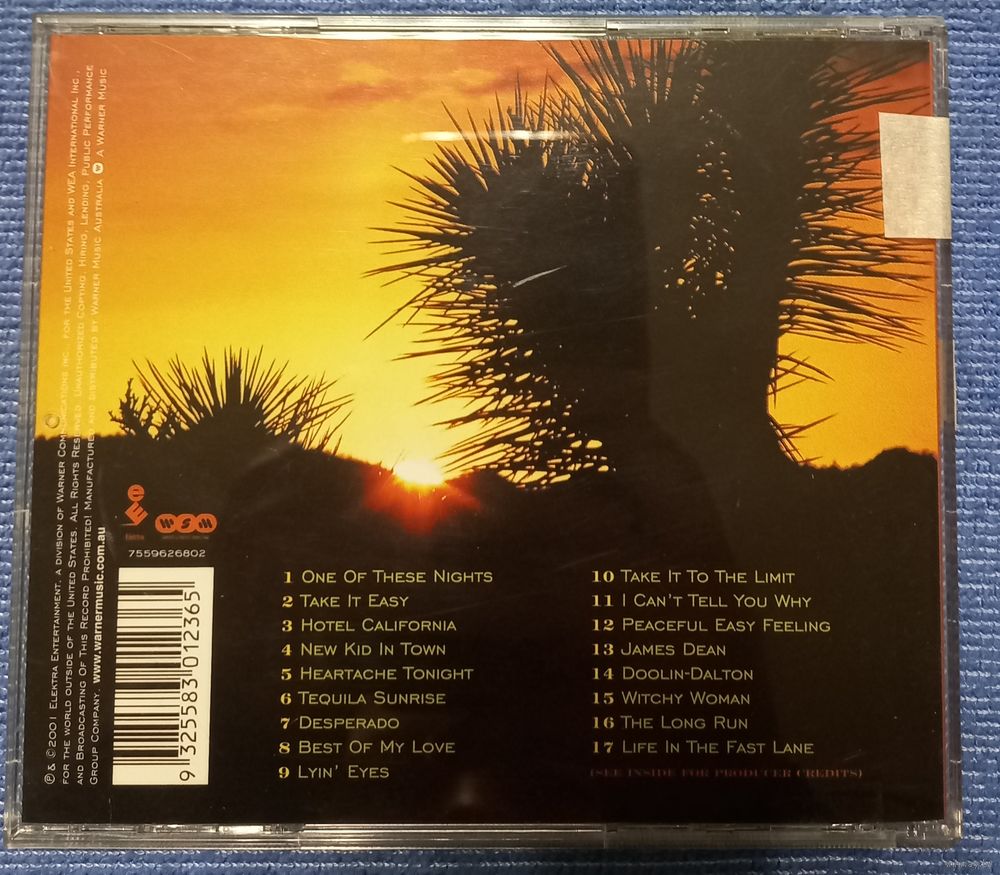 ℗ & © 2001 Elektra Entertainment, a division of Warner Communications Inc. for the United States and WEA International Inc.,
for the world outside of the United States. All Rights Reserved. Unauthorized Copying, Hiring, Lending, Public Performance
and Broadcasting Of This Record Prohibited! Manufactured and distributed by Warner Music Australia A Warner Music
Group Company. www.warnermusic.com.au
WSM
7559626802
9 325583 012365
1 One Of These Nights
2 Take It Easy
3 Hotel California
4 New Kid In Town
5 Heartache Tonight
6 Tequila Sunrise
7 Desperado
8 Best Of My Love
9 Lyin' Eyes
10 Take It To The Limit
11 I Can't Tell You Why
12 Peaceful Easy Feeling
13 James Dean
14 Doolin-Dalton
15 Witchy Woman
16 The Long Run
17 Life In The Fast Lane
(SEE INSIDE FOR PRODUCER CREDITS)